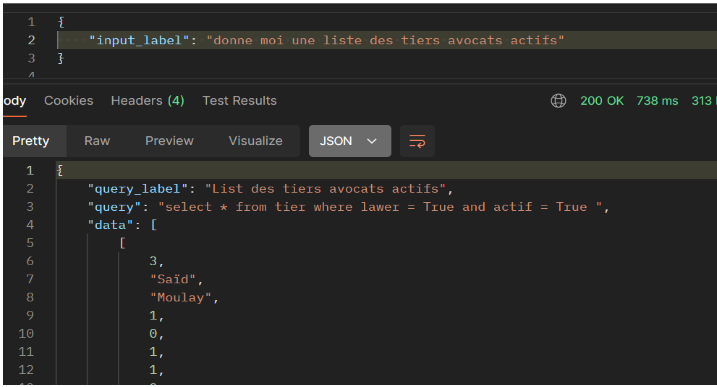 1 {
2 "input_label": "donne moi une liste des tiers avocats actifs"
3 }
4
ody Cookies Headers (4) Test Results 200 OK 738 ms 313
Pretty Raw Preview Visualize JSON
1 {
2 "query_label": "List des tiers avocats actifs",
3 "query": "select * from tier where lawer = True and actif = True ",
4 "data": [
5 [
6 3,
7 "Saïd",
8 "Moulay",
9 1,
10 0,
11 1,
12 1,